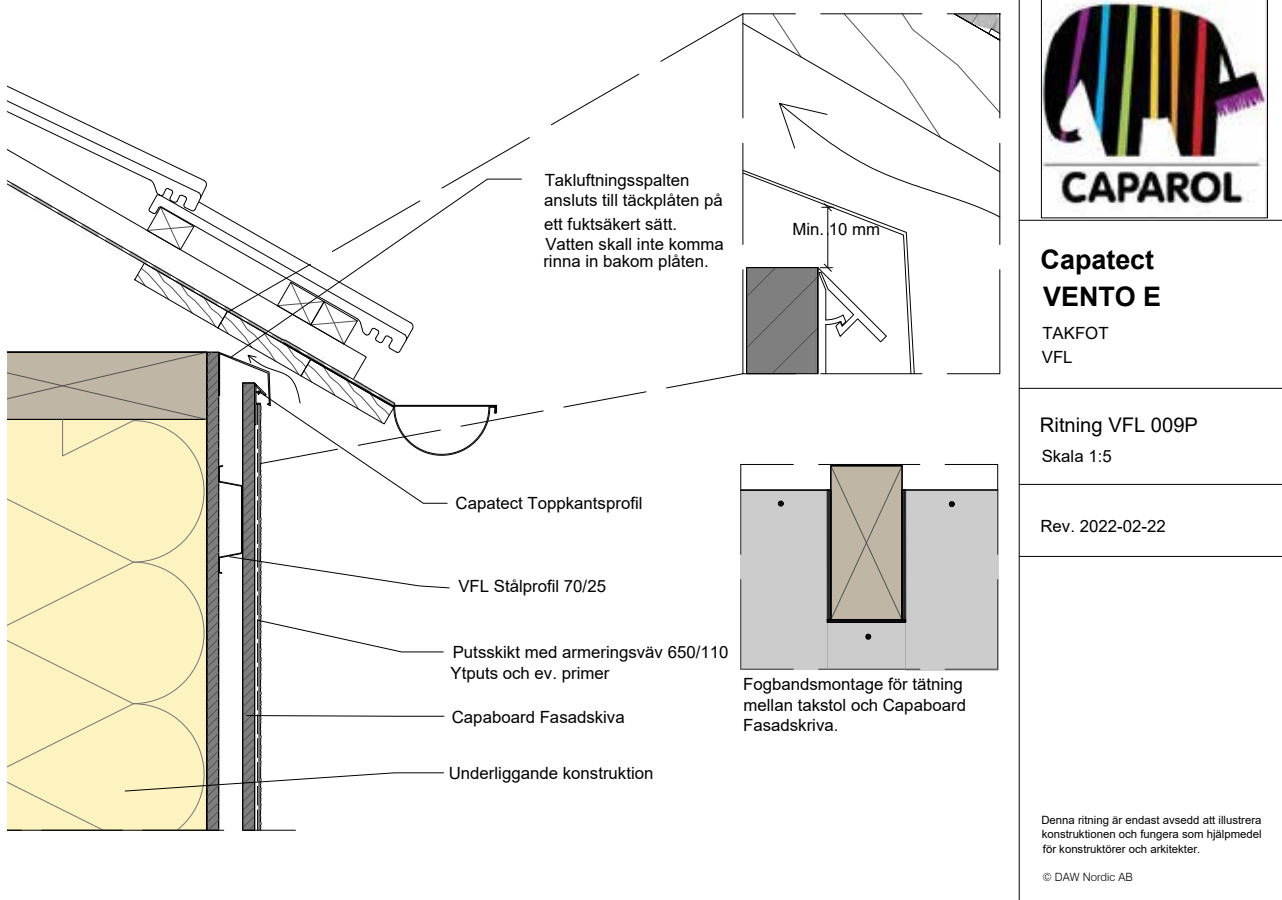 Takluftningsspalten
ansluts till täckplåten på
ett fuktsäkert sätt.
Vatten skall inte komma
rinna in bakom plåten.
Min. 10 mm
Capatect Toppkantsprofil
VFL Stålprofil 70/25
Putsskikt med armeringsväv 650/110
Ytputs och ev. primer
Capaboard Fasadskiva
Underliggande konstruktion
Fogbandsmontage för tätning
mellan takstol och Capaboard
Fasadskriva.
CAPAROL
Capatect
VENTO E
TAKFOT
VFL
Ritning VFL 009P
Skala 1:5
Rev. 2022-02-22
Denna ritning är endast avsedd att illustrera
konstruktionen och fungera som hjälpmedel
för konstruktörer och arkitekter.
© DAW Nordic AB